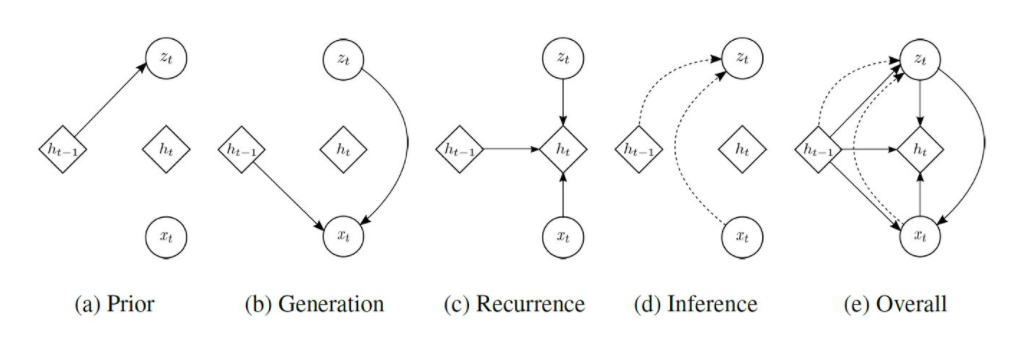 z_t z_t z_t z_t z_t
h_{t−1} h_t h_{t−1} h_t h_{t−1} h_t h_{t−1} h_t h_{t−1} h_t
x_t x_t x_t x_t x_t
(a) Prior (b) Generation (c) Recurrence (d) Inference (e) Overall